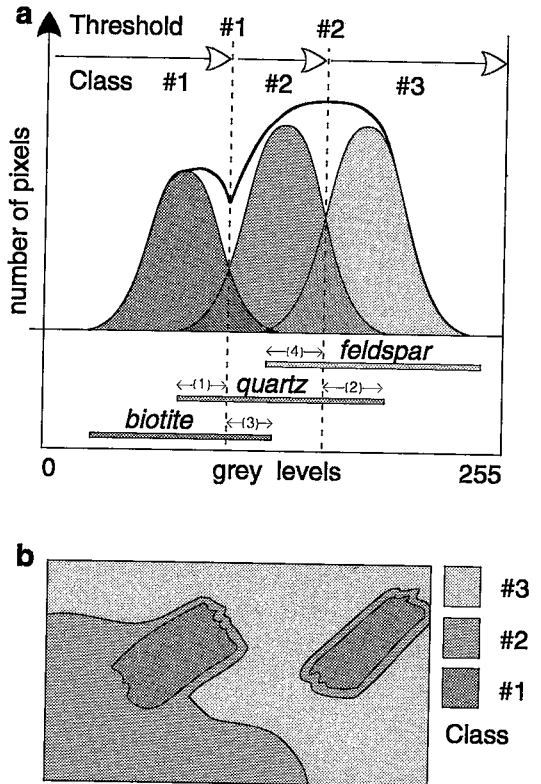 a
Threshold #1 #2
Class #1 #2 #3
number of pixels
(4) feldspar
(1) quartz (2)
biotite (3)
0 grey levels 255
b
#3
#2
#1
Class